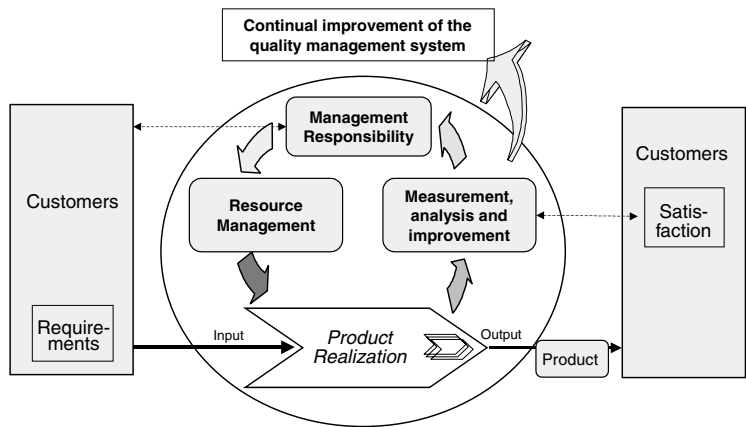 Continual improvement of the
quality management system
Management
Responsibility
Customers
Resource
Management
Measurement,
analysis and
improvement
Customers
Satis-
faction
Require-
ments
Input
Product
Realization
Output
Product